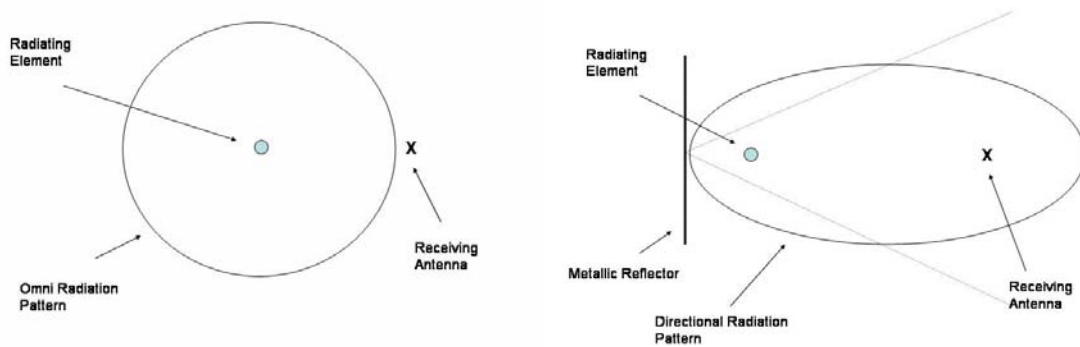 Radiating
Element
X
Receiving
Antenna
Omni Radiation
Pattern
Radiating
Element
X
Metallic Reflector
Receiving
Antenna
Directional Radiation
Pattern